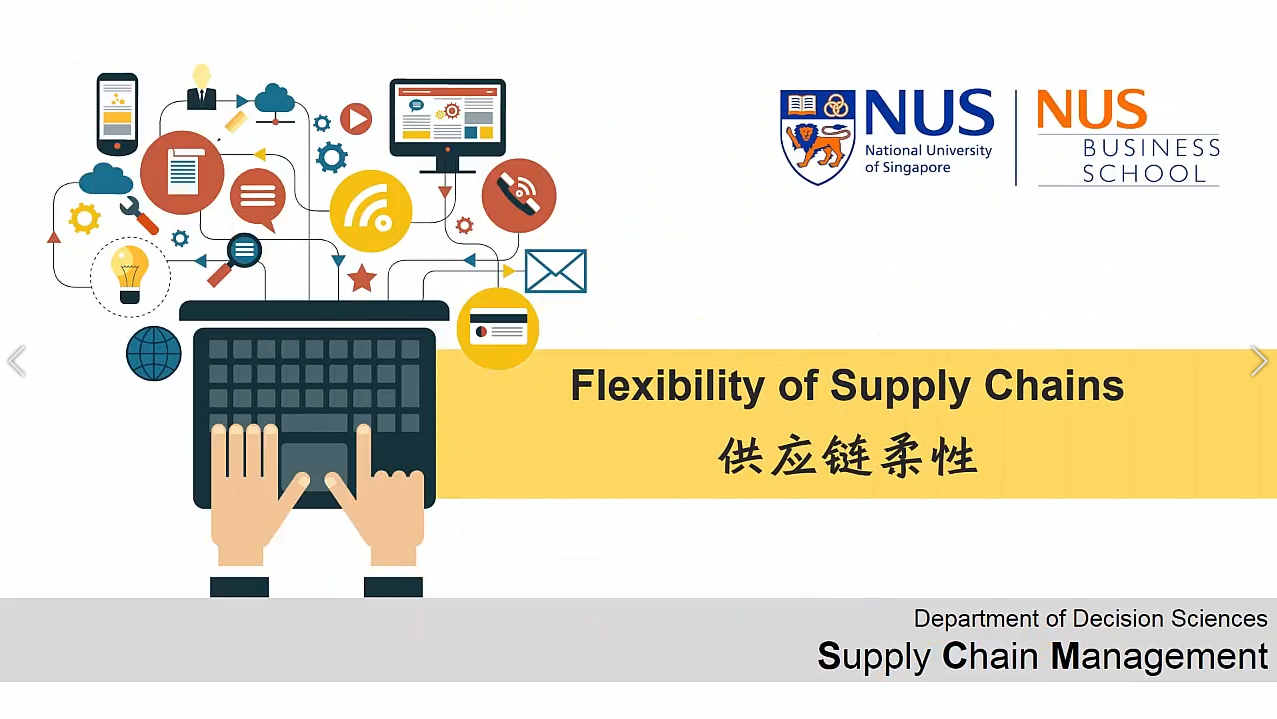 NUS
National University
of Singapore
NUS
BUSINESS
SCHOOL
Flexibility of Supply Chains
供应链柔性
Department of Decision Sciences
Supply Chain Management